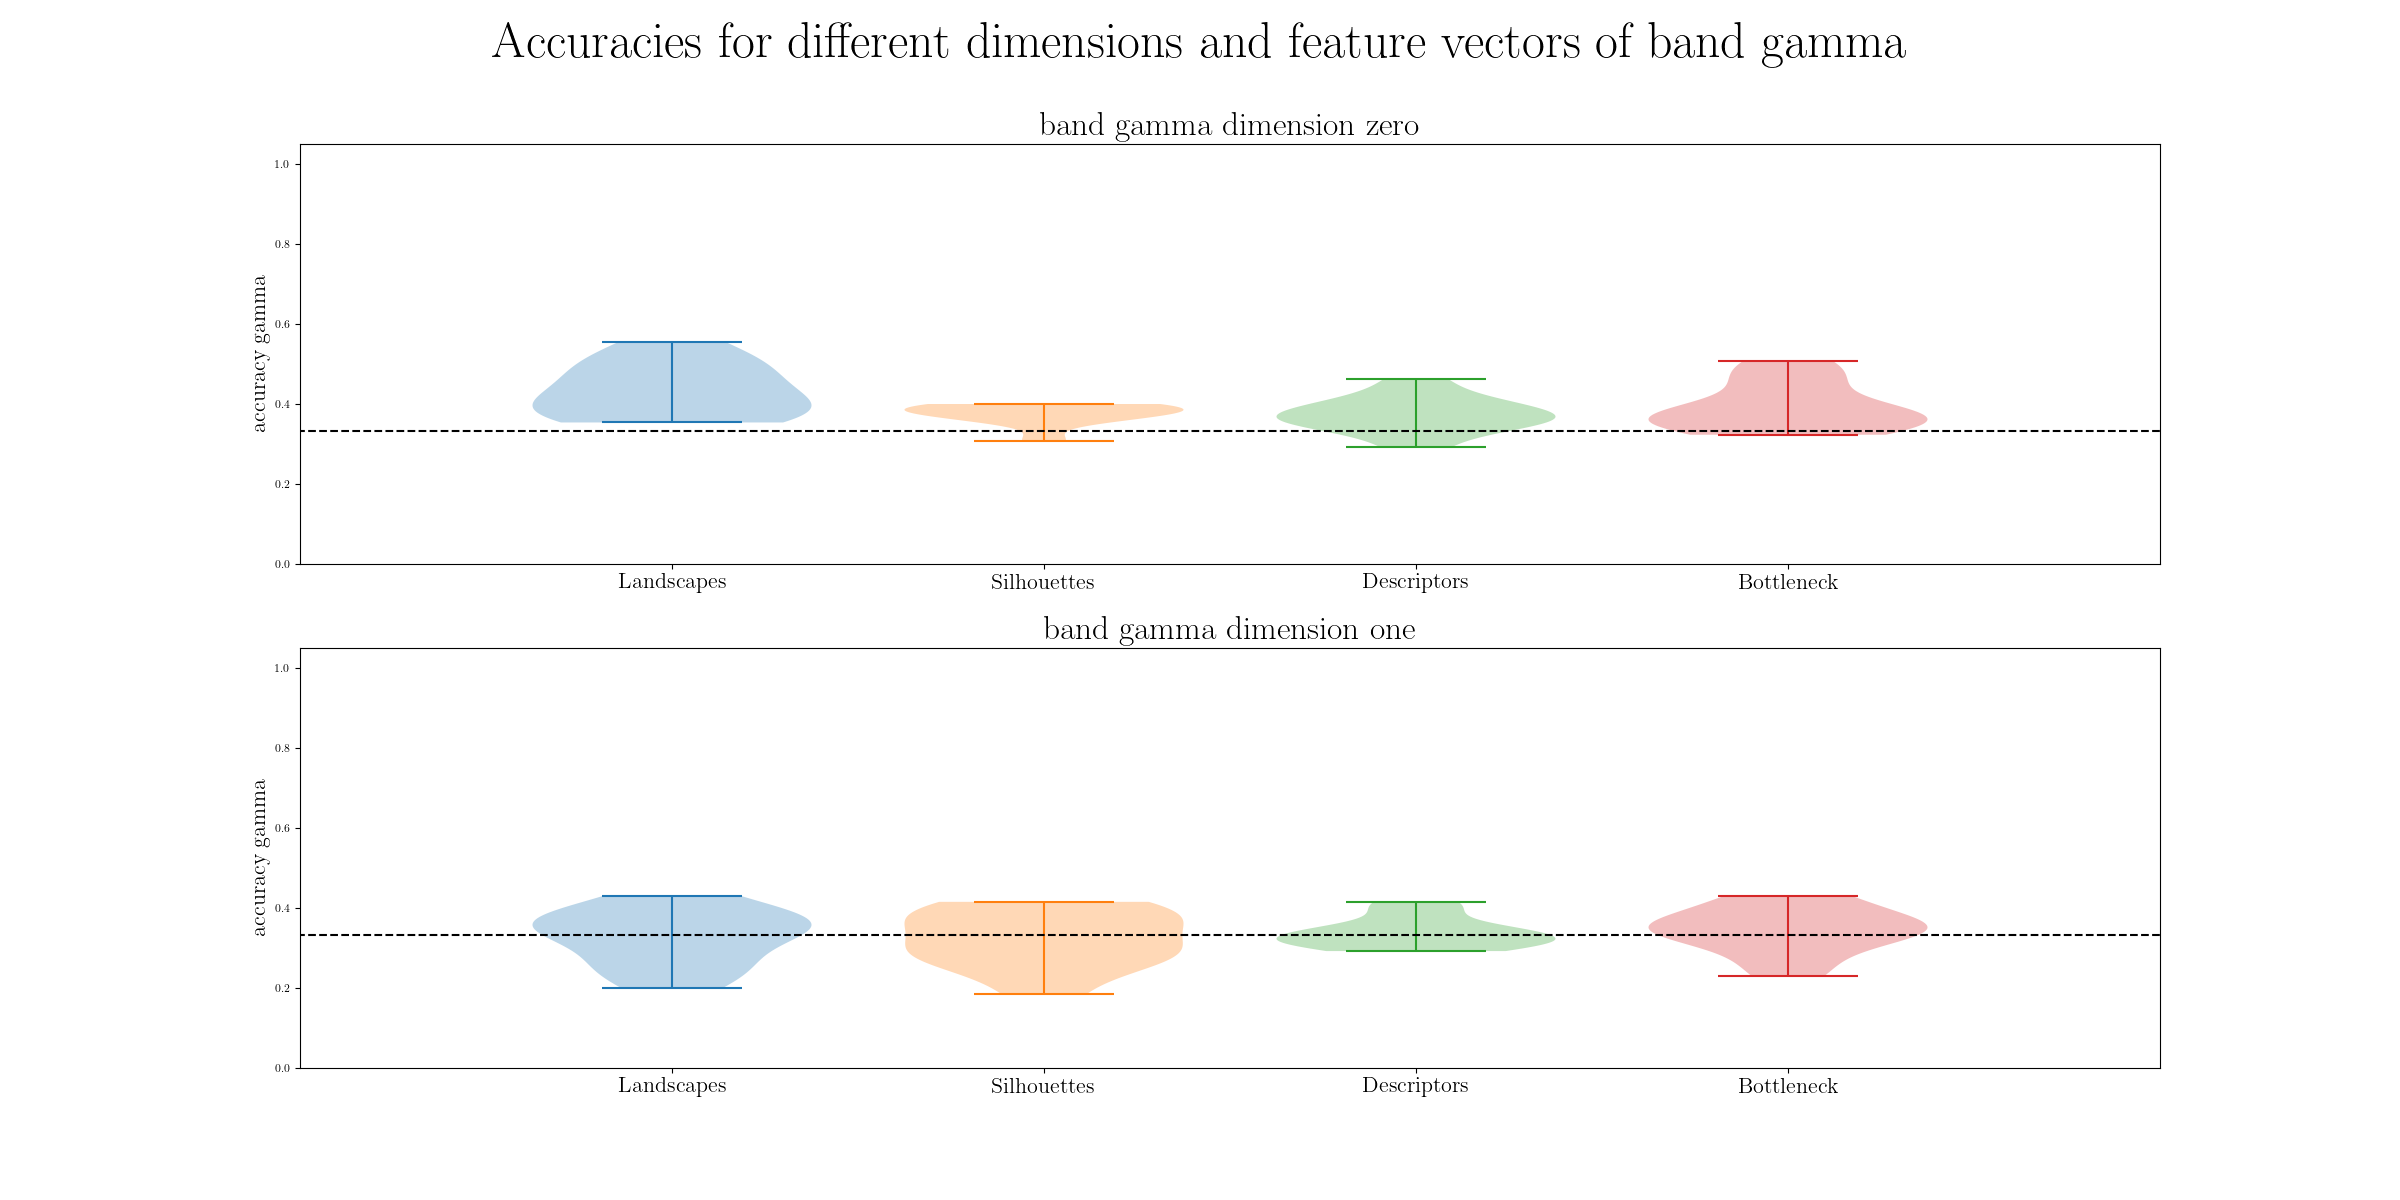 Accuracies for different dimensions and feature vectors of band gamma
band gamma dimension zero
1.0
0.8
0.6
0.4
0.2
0.0
accuracy gamma
Landscapes Silhouettes Descriptors Bottleneck
band gamma dimension one
1.0
0.8
0.6
0.4
0.2
0.0
accuracy gamma
Landscapes Silhouettes Descriptors Bottleneck